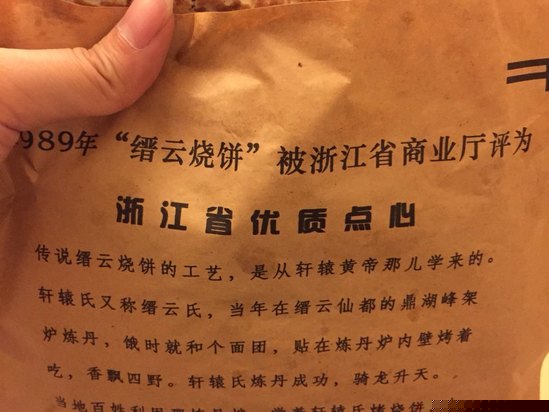 989年“缙云烧饼”被浙江省商业厅评为
浙江省优质点心
传说缙云烧饼的工艺，是从轩辕黄帝那儿学来的。
轩辕氏又称缙云氏，当年在缙云仙都的鼎湖峰架
炉炼丹，饿时就和个面团，贴在炼丹炉内壁烤着
吃，香飘四野。轩辕氏炼丹成功，骑龙升天。